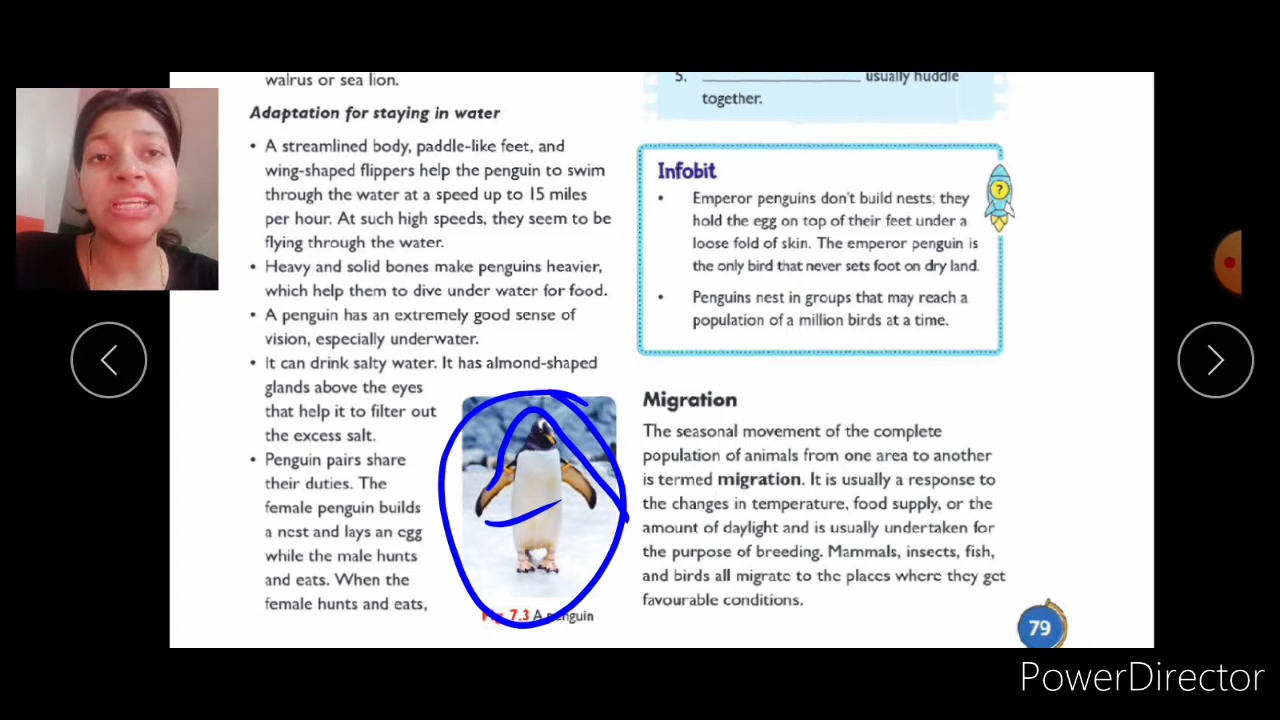 walrus or sea lion.
Adaptation for staying in water
• A streamlined body, paddle-like feet, and
wing-shaped flippers help the penguin to swim
through the water at a speed up to 15 miles
per hour. At such high speeds, they seem to be
flying through the water.
• Heavy and solid bones make penguins heavier,
which help them to dive under water for food.
• A penguin has an extremely good sense of
vision, especially underwater.
• It can drink salty water. It has almond-shaped
glands above the eyes
that help it to filter out
the excess salt.
• Penguin pairs share
their duties. The
female penguin builds
a nest and lays an egg
while the male hunts
and eats. When the
female hunts and eats,
Fig. 7.3 A penguin
5. ____________________ usually huddle
together.
Infobit
?
• Emperor penguins don't build nests; they
hold the egg on top of their feet under a
loose fold of skin. The emperor penguin is
the only bird that never sets foot on dry land.
• Penguins nest in groups that may reach a
population of a million birds at a time.
Migration
The seasonal movement of the complete
population of animals from one area to another
is termed migration. It is usually a response to
the changes in temperature, food supply, or the
amount of daylight and is usually undertaken for
the purpose of breeding. Mammals, insects, fish,
and birds all migrate to the places where they get
favourable conditions.
79
PowerDirector